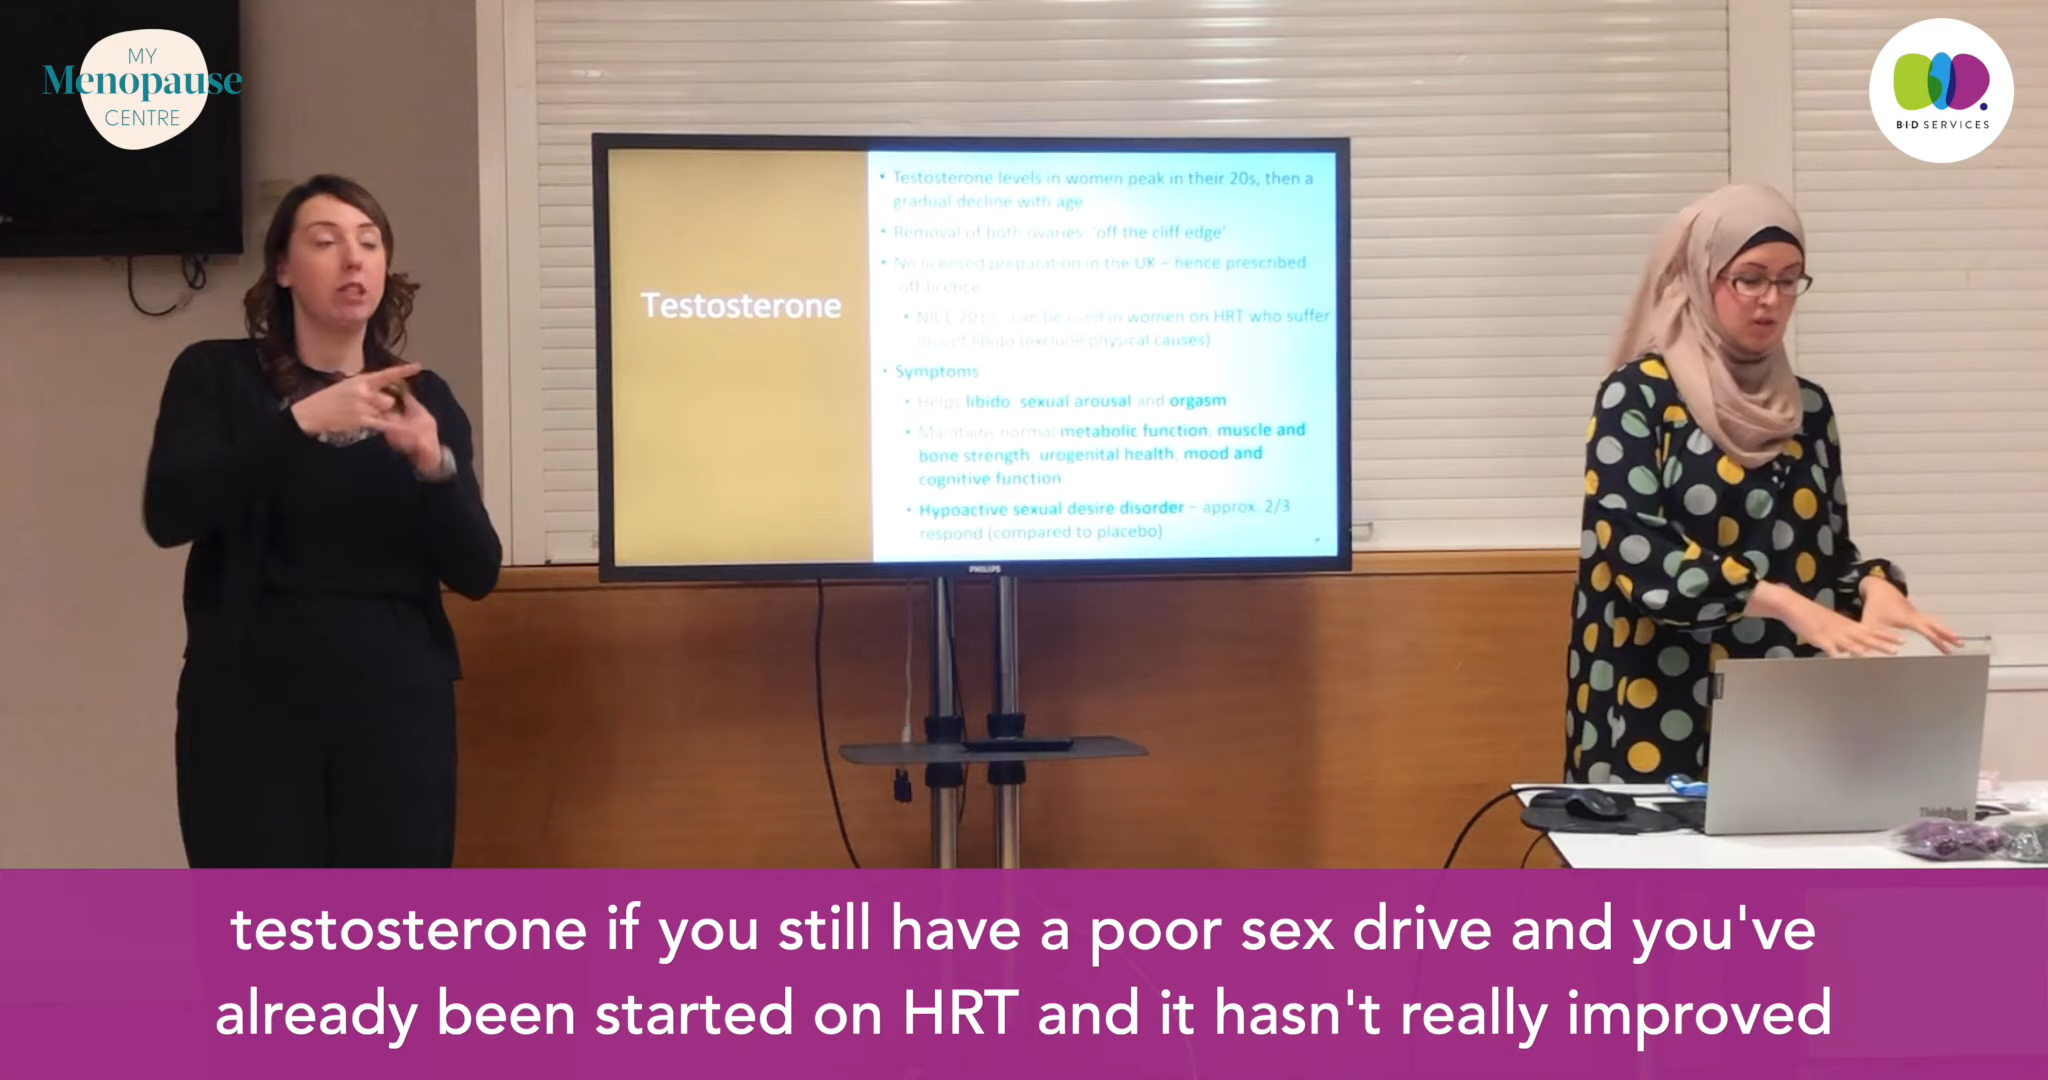 MY
Menopause
CENTRE
BID SERVICES
Testosterone
• Testosterone levels in women peak in their 20s, then a
gradual decline with age
• Removal of both ovaries 'off the cliff edge'
• No licensed preparation in the UK – hence prescribed
off licence
• NICE 2015 can be used in women on HRT who suffer
loss of libido (exclude physical causes)
• Symptoms
• Helps libido, sexual arousal and orgasm
• Maintains normal metabolic function, muscle and
bone strength, urogenital health, mood and
cognitive function
• Hypoactive sexual desire disorder – approx. 2/3
respond (compared to placebo)
PHILIPS
ThinkBook
testosterone if you still have a poor sex drive and you've
already been started on HRT and it hasn't really improved